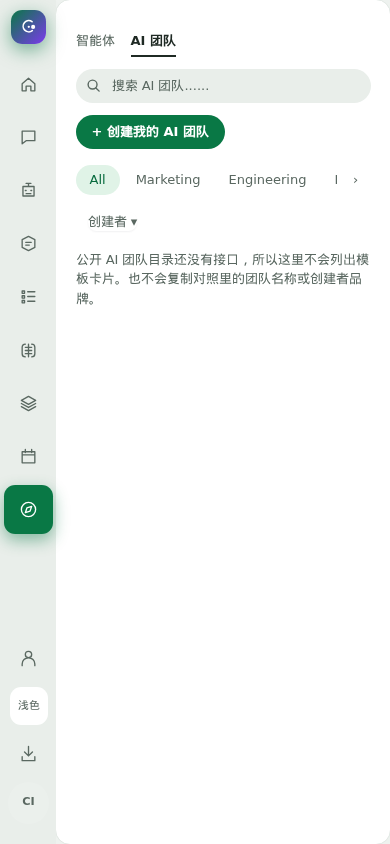 智能体 AI 团队
搜索 AI 团队……
+ 创建我的 AI 团队
All Marketing Engineering I ›
创建者 ▾
公开 AI 团队目录还没有接口，所以这里不会列出模
板卡片。也不会复制对照里的团队名称或创建者品
牌。
浅色
CI